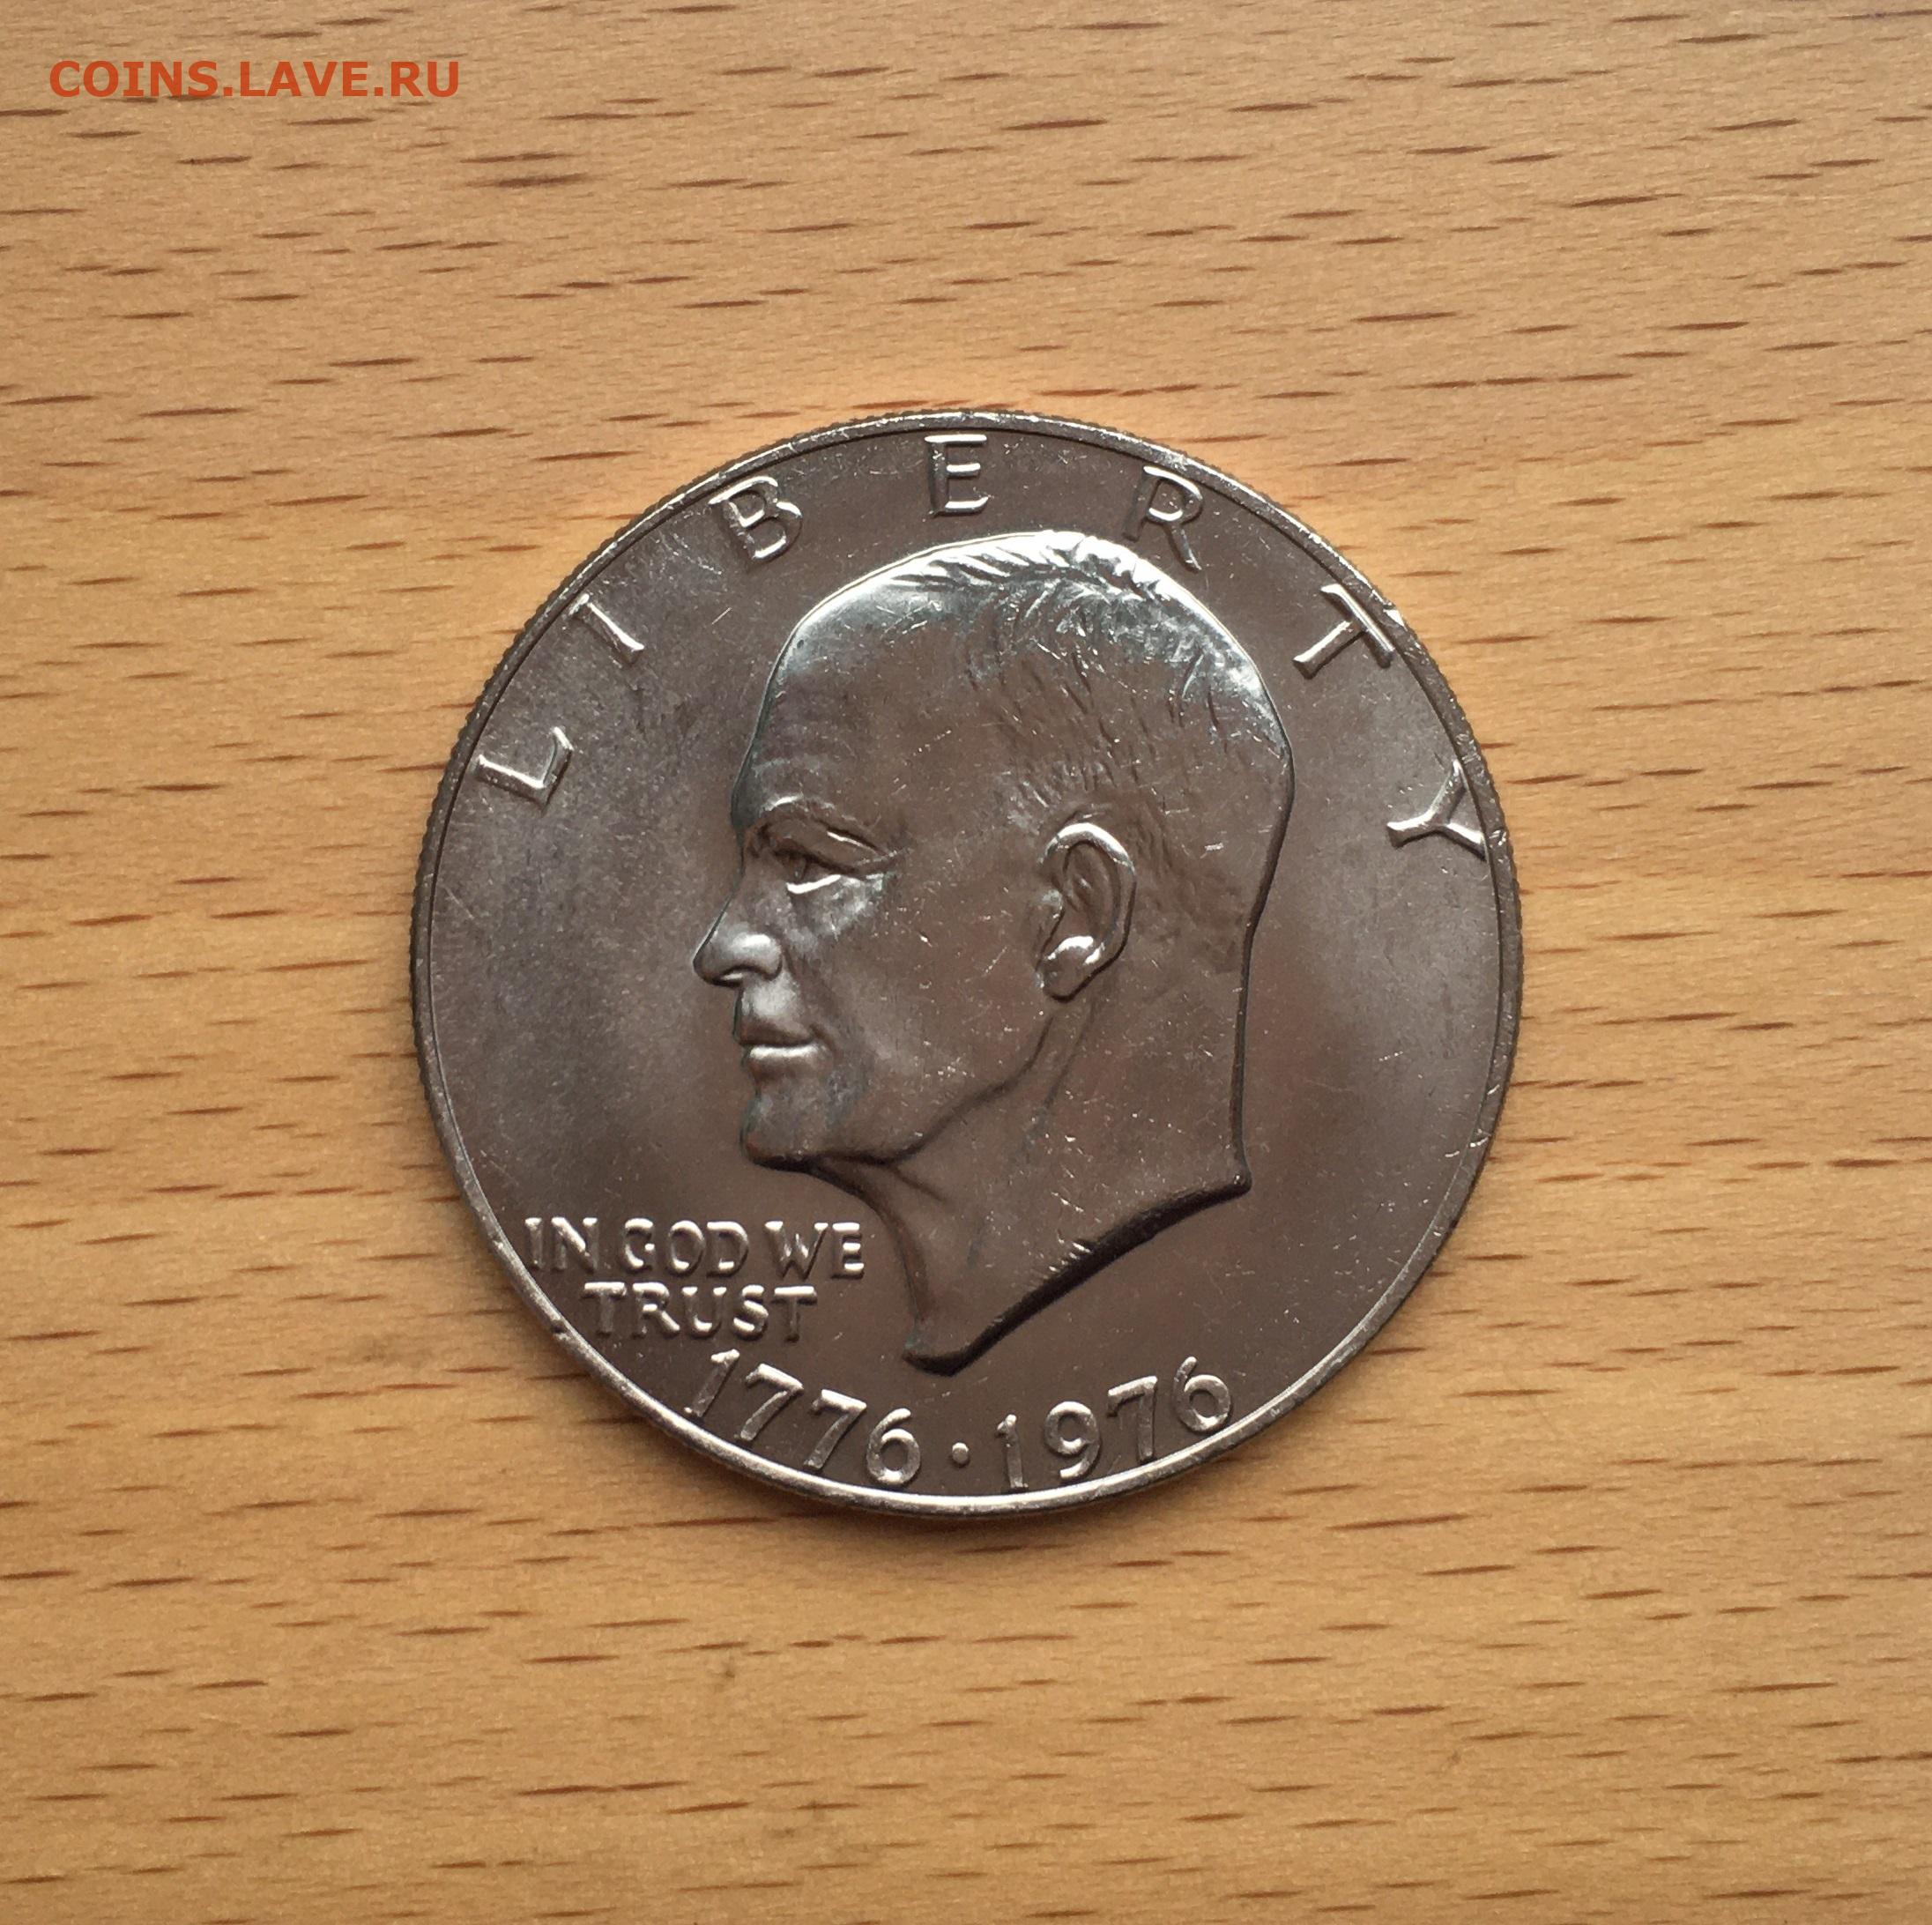 COINS.LAVE.RU
LIBERTY
IN GOD WE
TRUST
1776·1976